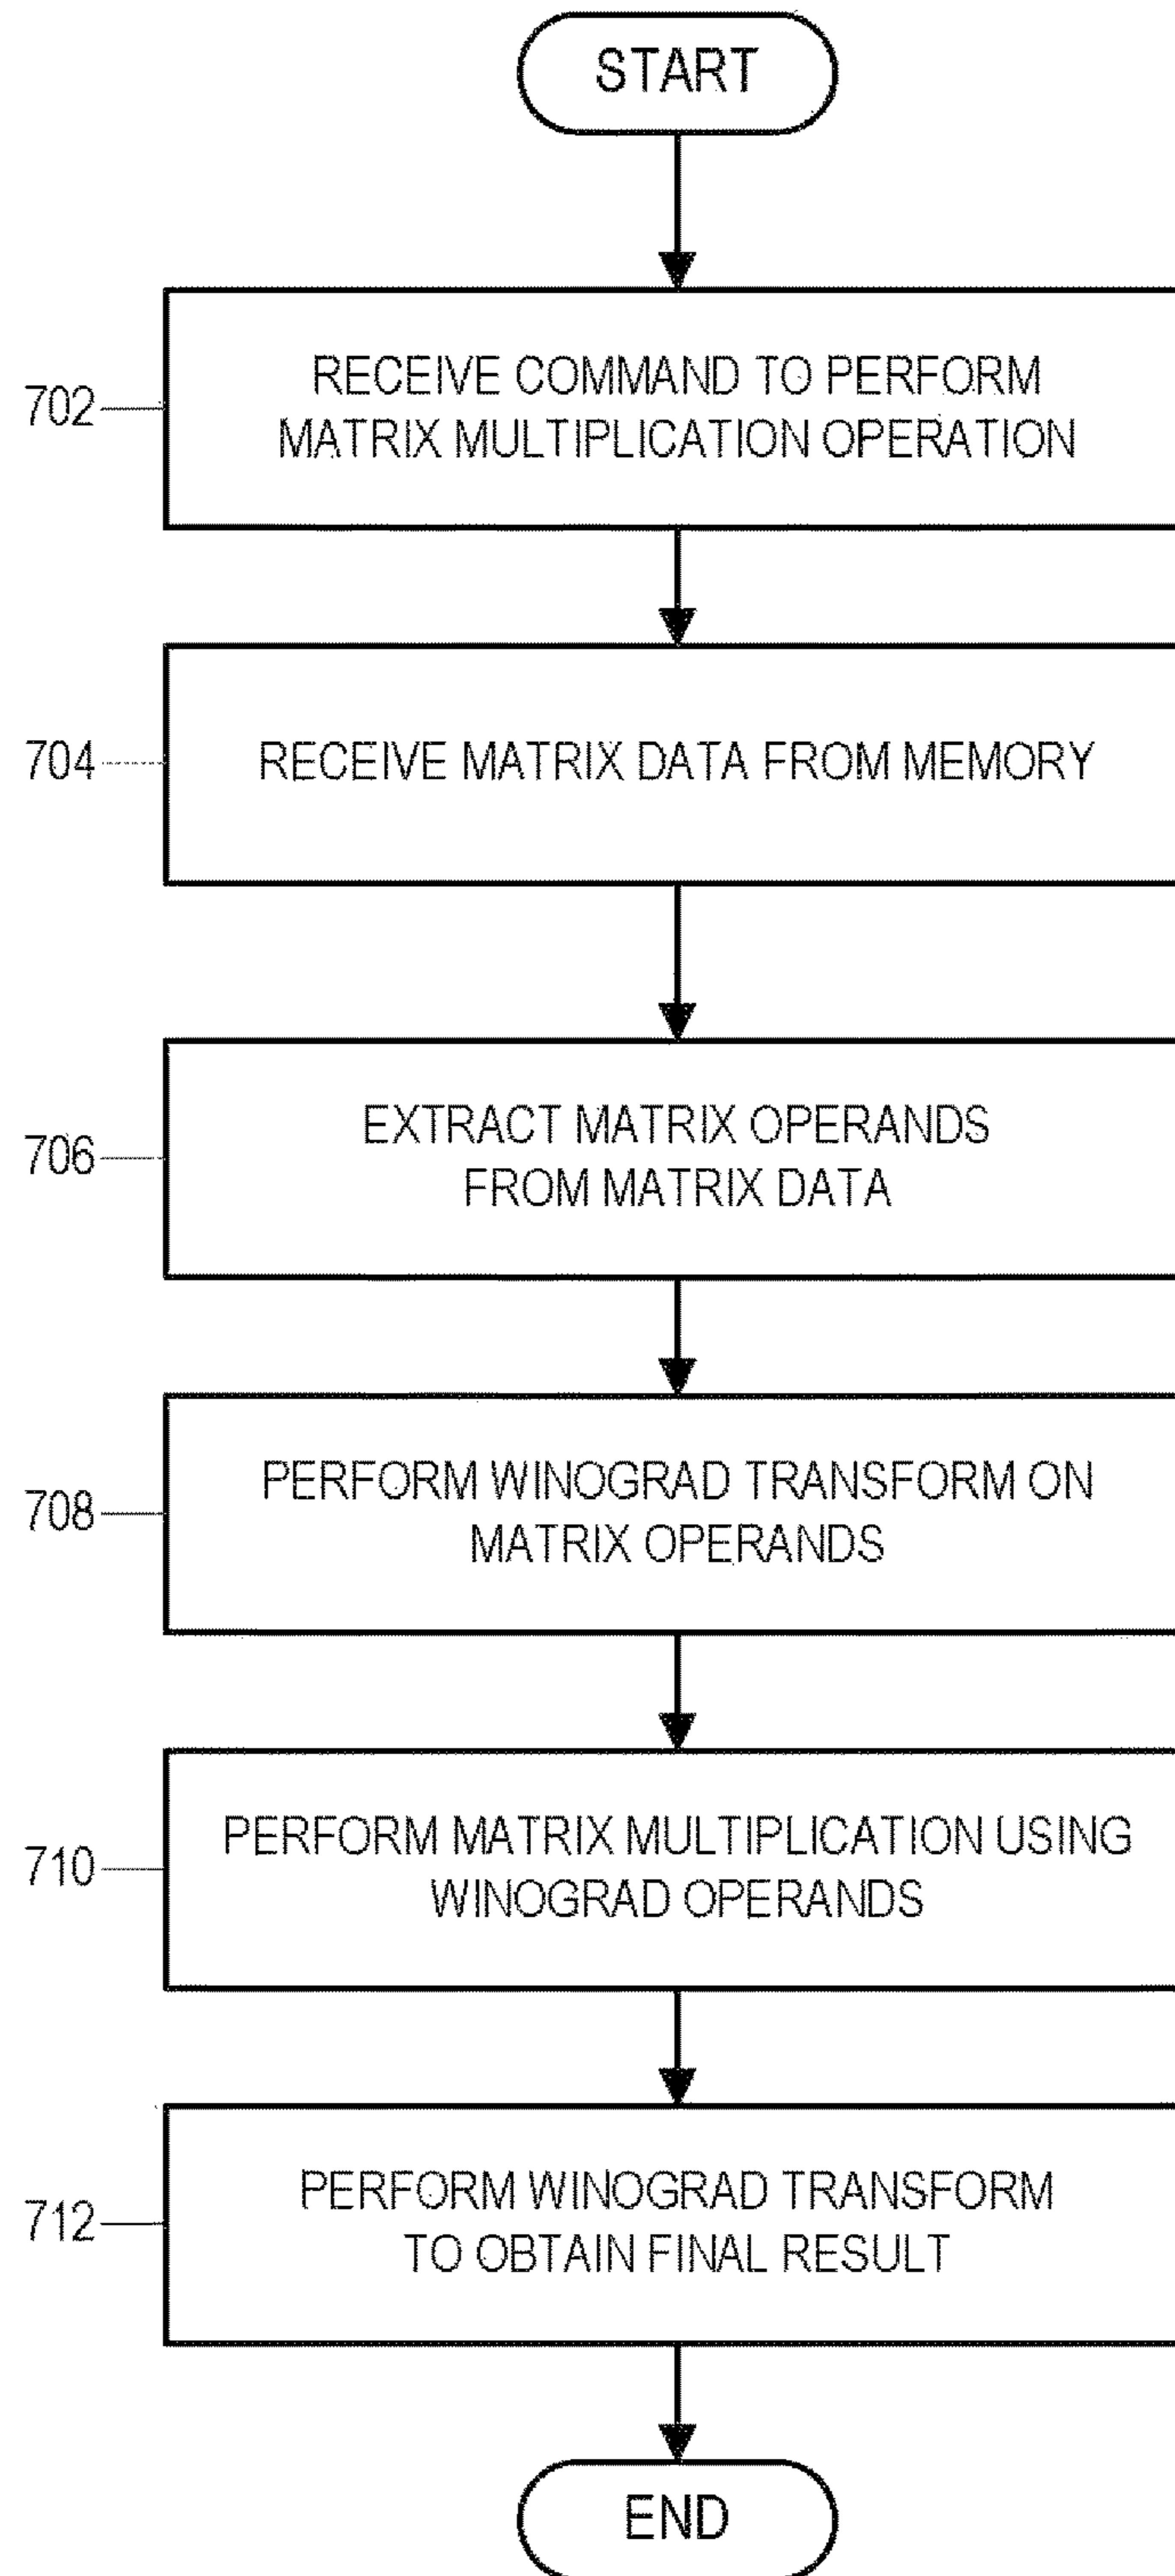 START
702
RECEIVE COMMAND TO PERFORM
MATRIX MULTIPLICATION OPERATION
704
RECEIVE MATRIX DATA FROM MEMORY
706
EXTRACT MATRIX OPERANDS
FROM MATRIX DATA
708
PERFORM WINOGRAD TRANSFORM ON
MATRIX OPERANDS
710
PERFORM MATRIX MULTIPLICATION USING
WINOGRAD OPERANDS
712
PERFORM WINOGRAD TRANSFORM
TO OBTAIN FINAL RESULT
END